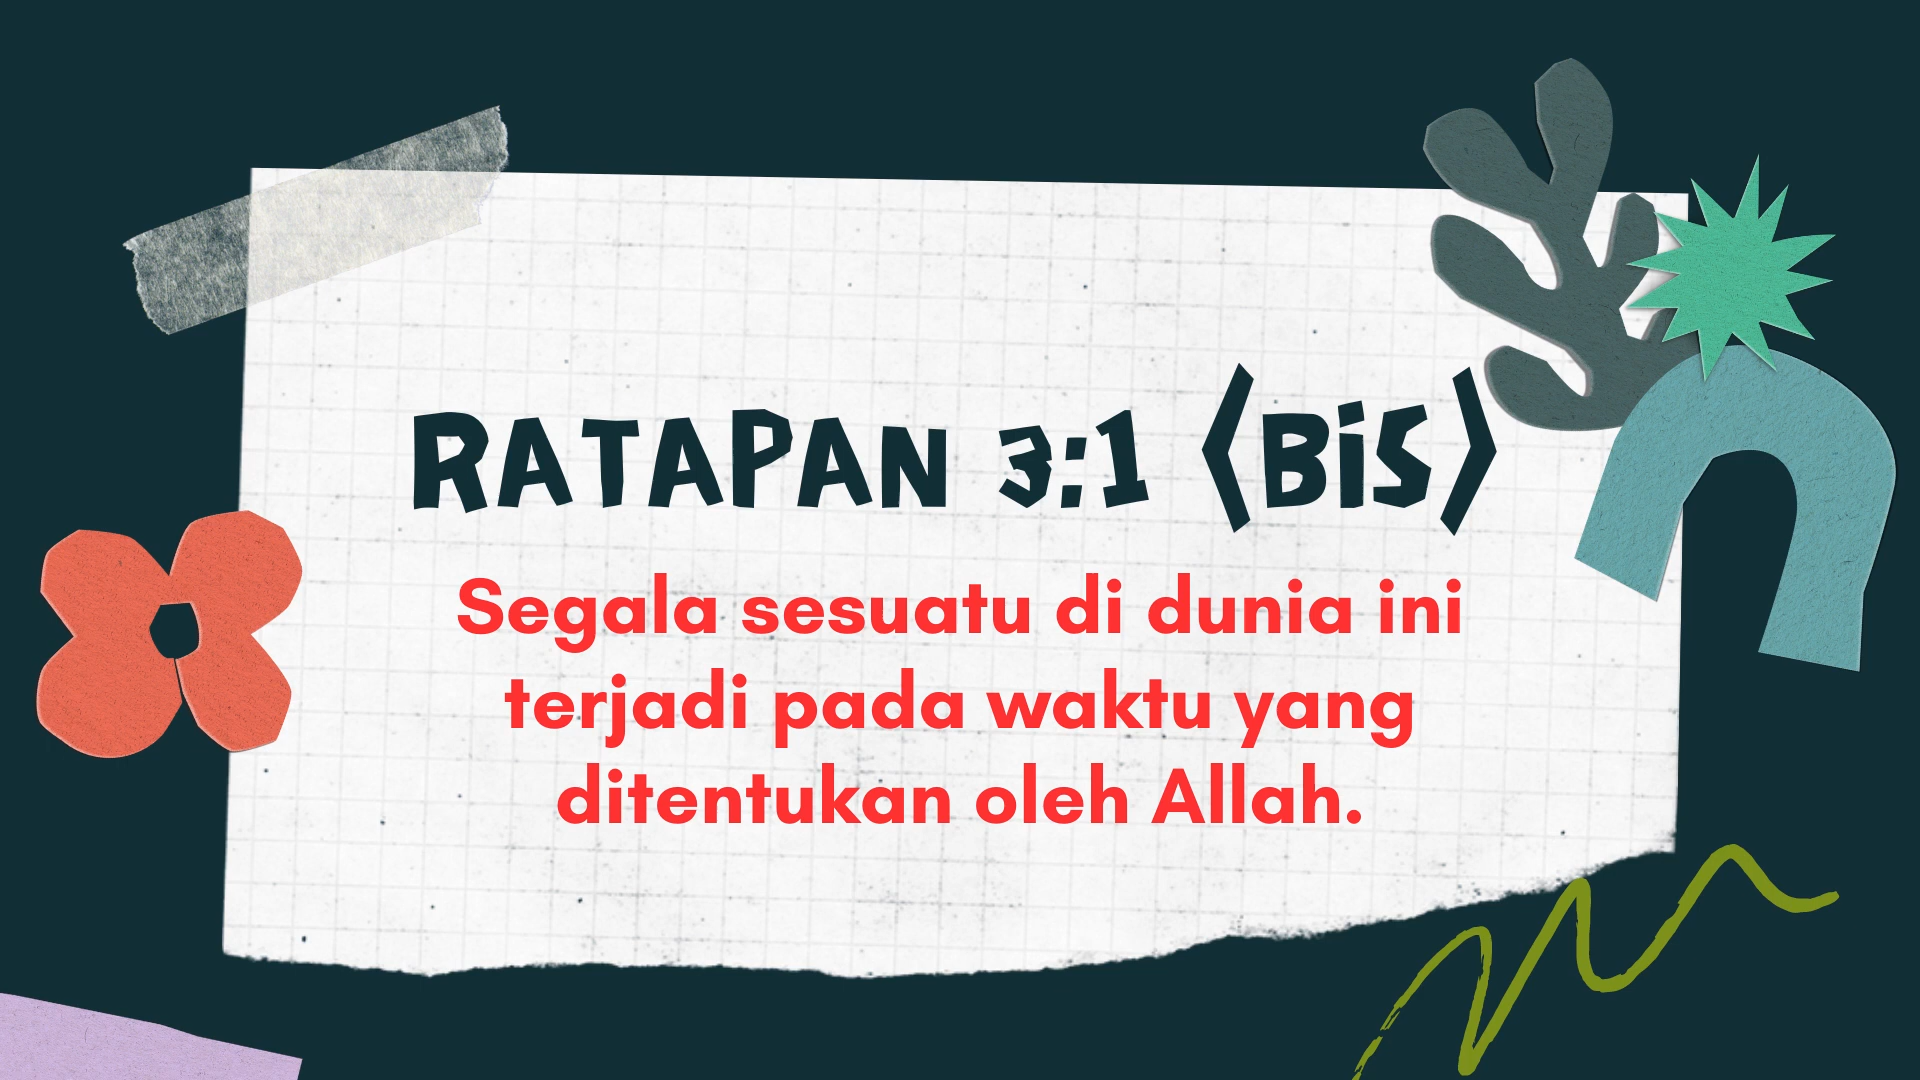 RATAPAN 3:1 (BIS)
Segala sesuatu di dunia ini
terjadi pada waktu yang
ditentukan oleh Allah.